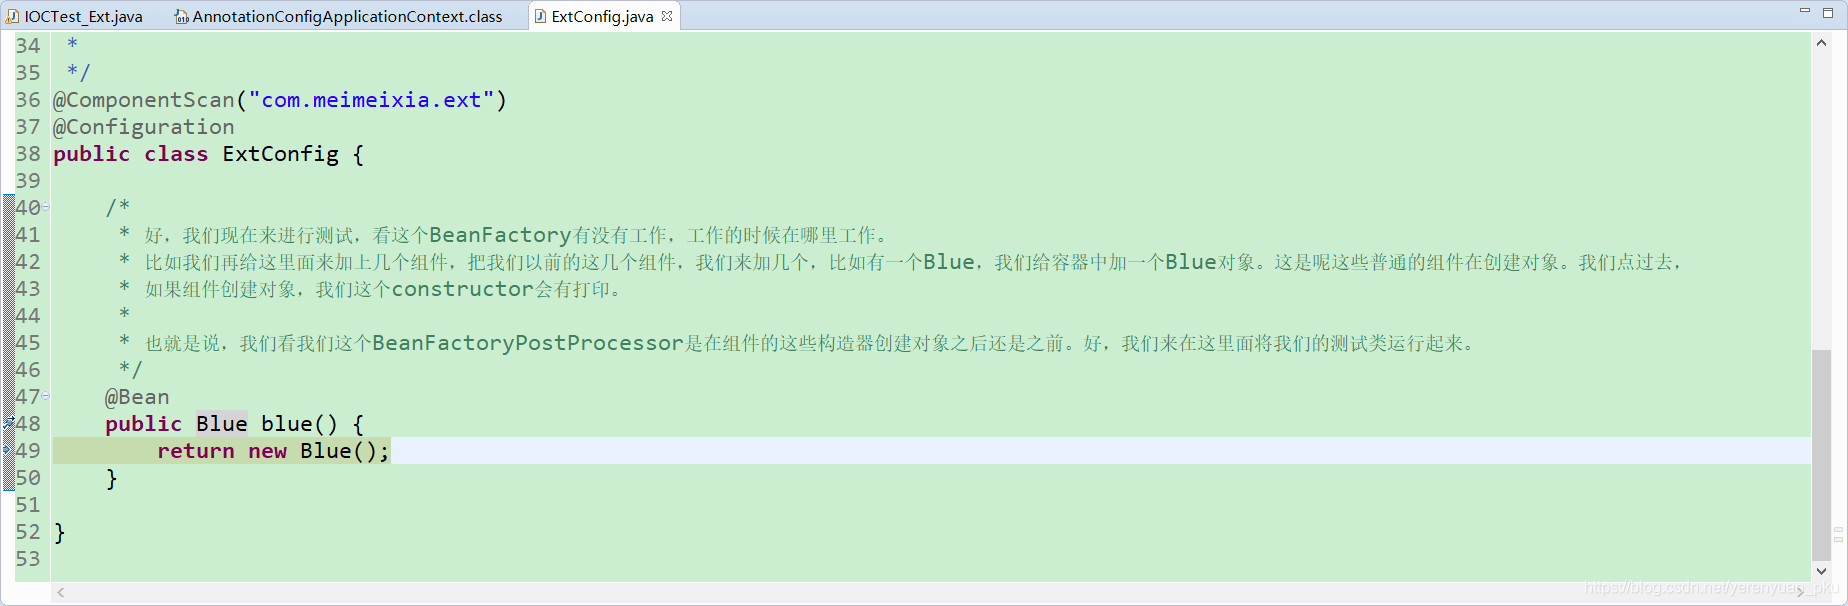 IOCTest_Ext.java AnnotationConfigApplicationContext.class ExtConfig.java
34  *
35  */
36 @ComponentScan("com.meimeixia.ext")
37 @Configuration
38 public class ExtConfig {
39
40     /*
41      * 好，我们现在来进行测试，看这个BeanFactory有没有工作，工作的时候在哪里工作。
42      * 比如我们再给这里面来加上几个组件，把我们以前的这几个组件，我们来加几个，比如有一个Blue，我们给容器中加一个Blue对象。这是呢这些普通的组件在创建对象。我们点过去，
43      * 如果组件创建对象，我们这个constructor会有打印。
44      *
45      * 也就是说，我们看我们这个BeanFactoryPostProcessor是在组件的这些构造器创建对象之后还是之前。好，我们来在这里面将我们的测试类运行起来。
46      */
47     @Bean
48     public Blue blue() {
49         return new Blue();
50     }
51
52 }
53
https://blog.csdn.net/yerenyuan_pku